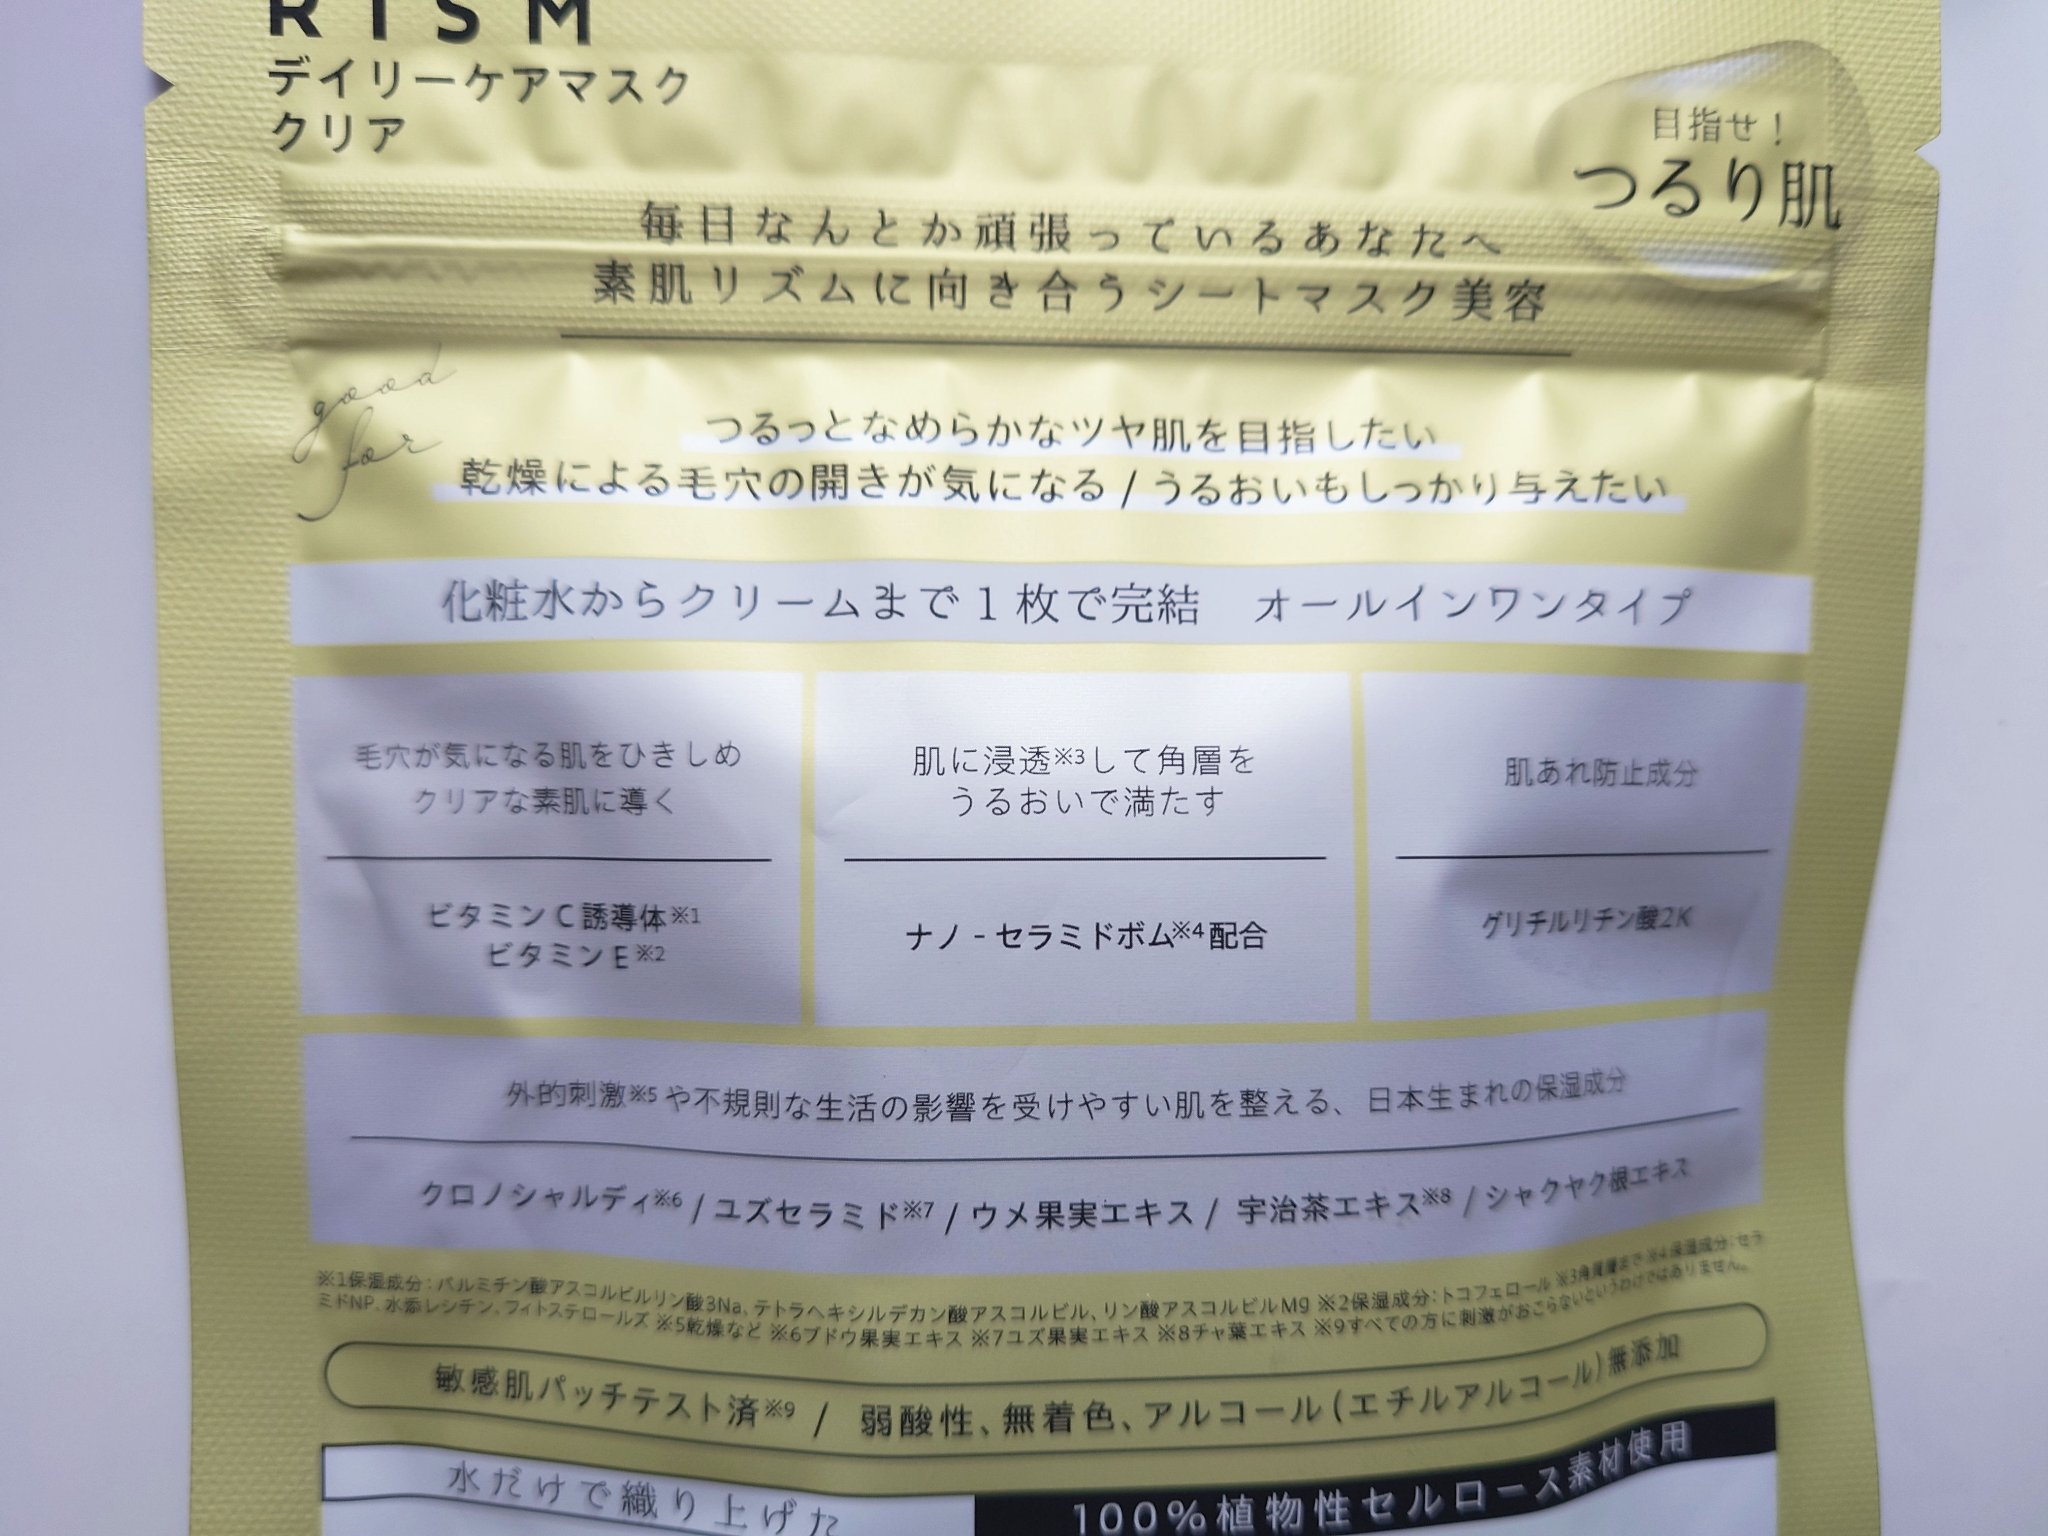 RISM
デイリーケアマスク
クリア
目指せ！
つるり肌
毎日なんとか頑張っているあなたへ
素肌リズムに向き合うシートマスク美容
good
for
つるっとなめらかなツヤ肌を目指したい
乾燥による毛穴の開きが気になる / うるおいもしっかり与えたい
化粧水からクリームまで1枚で完結　オールインワンタイプ
毛穴が気になる肌をひきしめ
クリアな素肌に導く
ビタミンC誘導体※1
ビタミンE※2
肌に浸透※3して角層を
うるおいで満たす
ナノ-セラミドボム※4配合
肌あれ防止成分
グリチルリチン酸2K
外的刺激※5や不規則な生活の影響を受けやすい肌を整える、日本生まれの保湿成分
クロノシャルディ※6 / ユズセラミド※7 / ウメ果実エキス / 宇治茶エキス※8 / シャクヤク根エキス
※1保湿成分：パルミチン酸アスコルビルリン酸3Na、テトラヘキシルデカン酸アスコルビル、リン酸アスコルビルMg ※2保湿成分：トコフェロール ※3角質層まで ※4保湿成分：セラ
ミドNP、水添レシチン、フィトステロールズ ※5乾燥など ※6ブドウ果実エキス ※7ユズ果実エキス ※8チャ葉エキス ※9すべての方に刺激がおこらないというわけではありません。
敏感肌パッチテスト済※9 / 弱酸性、無着色、アルコール(エチルアルコール)無添加
水だけで織り上げた
100%植物性セルロース素材使用